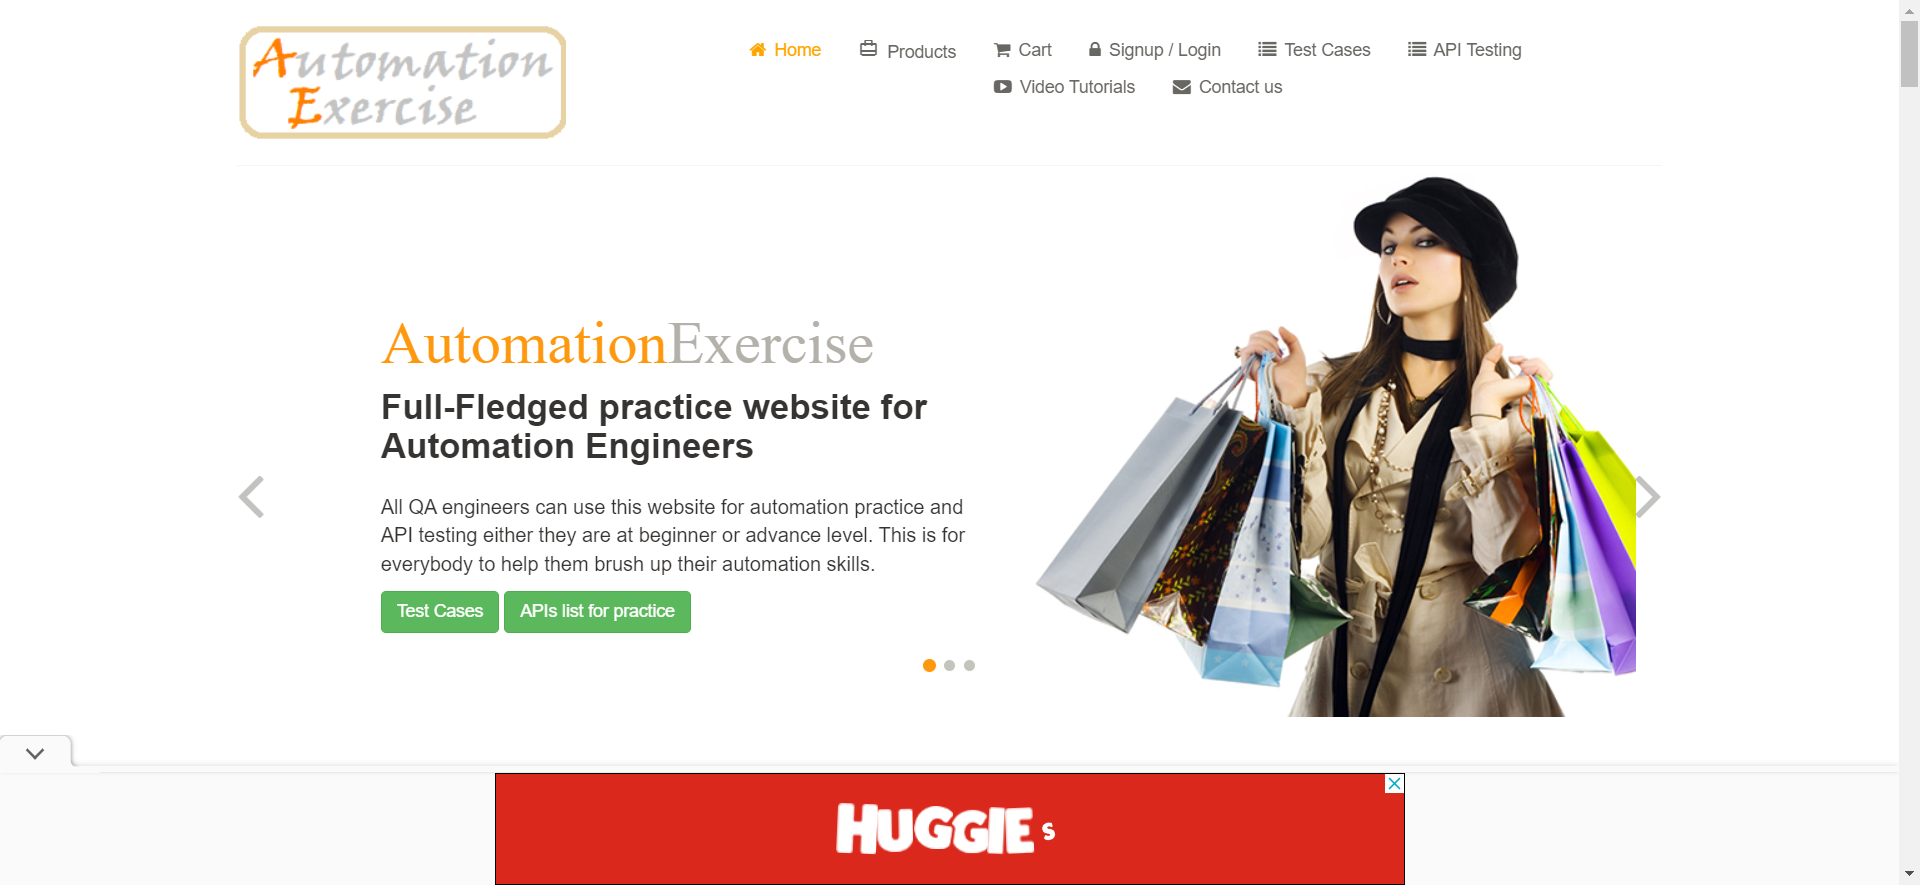 Automation
Exercise
Home
Products
Cart
Signup / Login
Test Cases
API Testing
Video Tutorials
Contact us
AutomationExercise
Full-Fledged practice website for
Automation Engineers
All QA engineers can use this website for automation practice and
API testing either they are at beginner or advance level. This is for
everybody to help them brush up their automation skills.
Test Cases
APIs list for practice
HUGGIE s